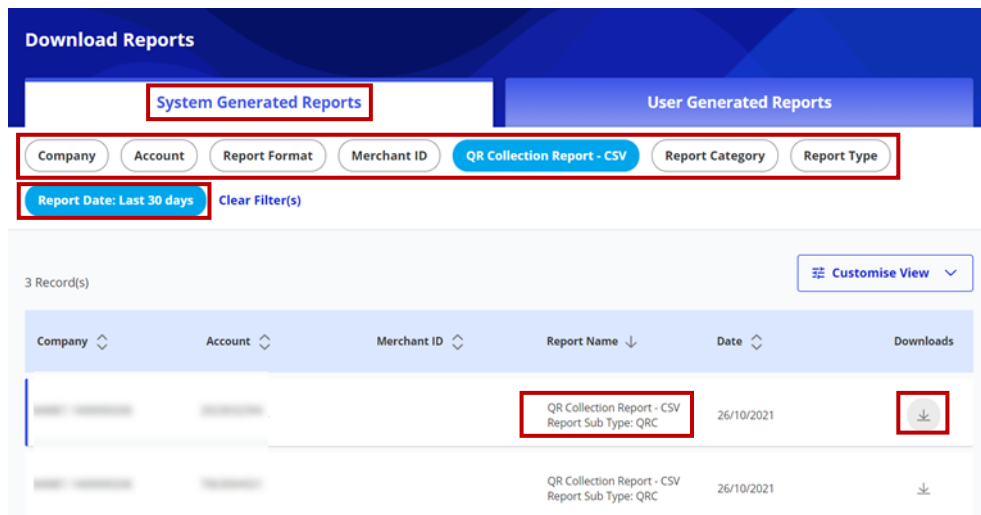 Download Reports
System Generated Reports User Generated Reports
Company Account Report Format Merchant ID QR Collection Report - CSV Report Category Report Type
Report Date: Last 30 days Clear Filter(s)
3 Record(s) Customise View
Company Account Merchant ID Report Name Date Downloads
QR Collection Report - CSV
Report Sub Type: QRC
26/10/2021
QR Collection Report - CSV
Report Sub Type: QRC
26/10/2021